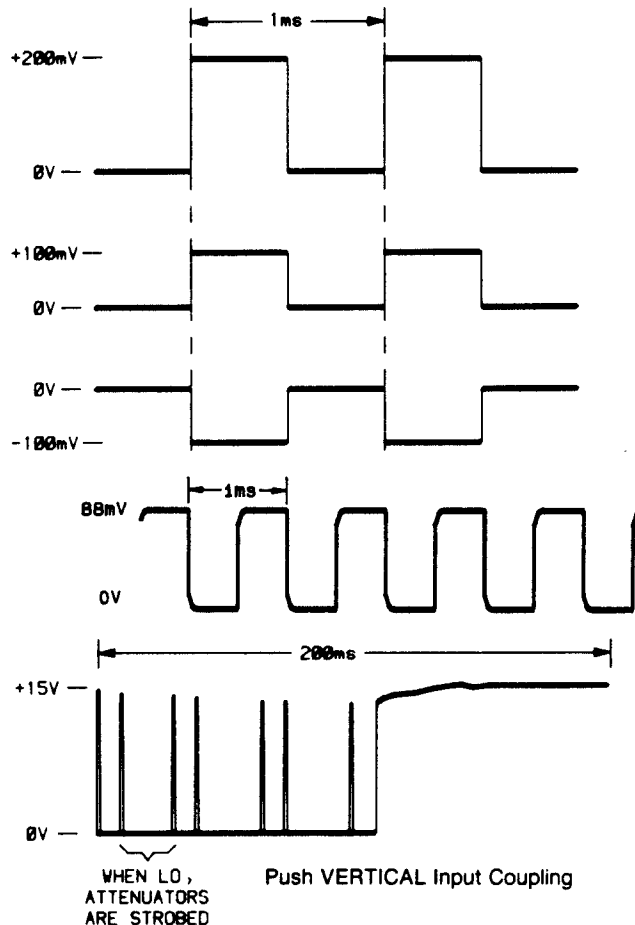 1ms
+200mV
0V
+100mV
0V
0V
-100mV
1ms
88mV
0V
200ms
+15V
0V
WHEN LO,
ATTENUATORS
ARE STROBED
Push VERTICAL Input Coupling